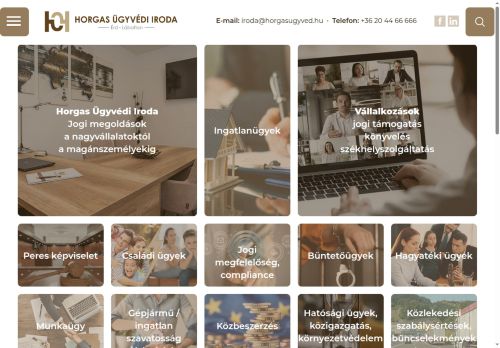 HORGAS ÜGYVÉDI IRODA
Érd - Lábatlan
E-mail: iroda@horgasugyved.hu • Telefon: +36 20 44 66 666
Horgas Ügyvédi Iroda
Jogi megoldások
a nagyvállalatoktól
a magánszemélyekig
Ingatlanügyek
Vállalkozások
jogi támogatás
könyvelés
székhelyszolgáltatás
Peres képviselet
Családi ügyek
Jogi
megfelelőség,
compliance
Büntetőügyek
Hagyatéki ügyek
Munkaügy
Gépjármű /
ingatlan
szavatosság
Közbeszerzés
Hatósági ügyek,
közigazgatás,
környezetvédelem
Közlekedési
szabálysértések,
bűncselekmények